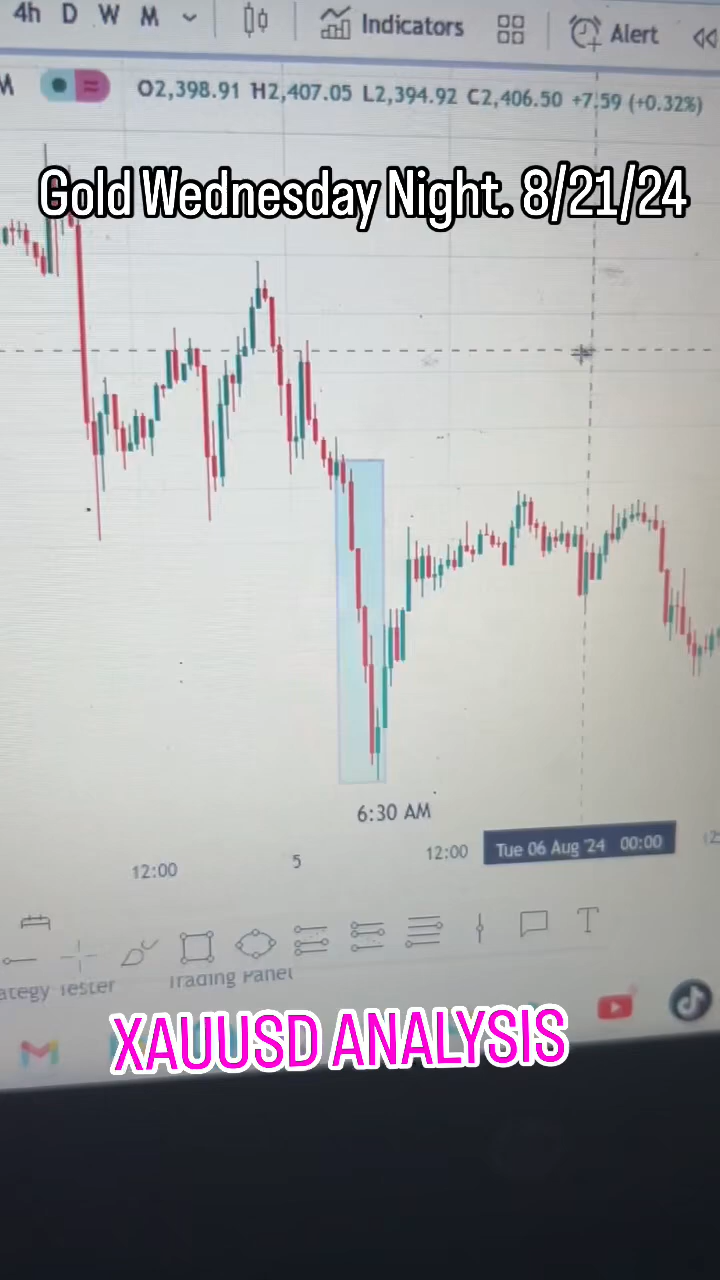 4h D W M Indicators Alert
M O2,398.91 H2,407.05 L2,394.92 C2,406.50 +7.59 (+0.32%)
Gold Wednesday Night. 8/21/24
6:30 AM
12:00 5 12:00 Tue 06 Aug '24 00:00
T
ategy Tester Trading Panel
XAUUSD ANALYSIS